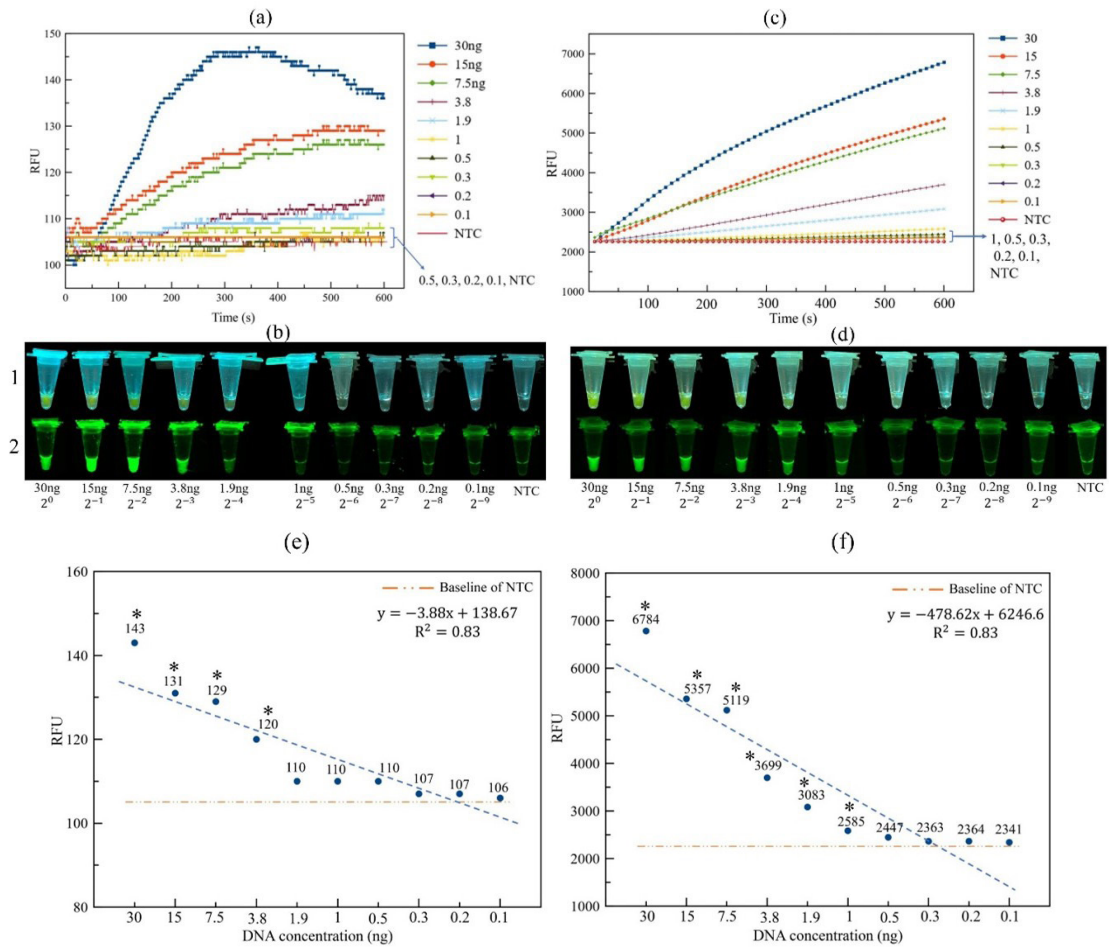 (a)
150
140
130
120
110
100
RFU
0 100 200 300 400 500 600
Time (s)
30ng
15ng
7.5ng
3.8
1.9
1
0.5
0.3
0.2
0.1
NTC
0.5, 0.3, 0.2, 0.1, NTC
(c)
7000
6000
5000
4000
3000
2000
1000
RFU
100 200 300 400 500 600
Time (s)
30
15
7.5
3.8
1.9
1
0.5
0.3
0.2
0.1
NTC
1, 0.5, 0.3,
0.2, 0.1,
NTC
(b)
1
2
30ng 15ng 7.5ng 3.8ng 1.9ng 1ng 0.5ng 0.3ng 0.2ng 0.1ng NTC
2⁰ 2⁻¹ 2⁻² 2⁻³ 2⁻⁴ 2⁻⁵ 2⁻⁶ 2⁻⁷ 2⁻⁸ 2⁻⁹
(d)
30ng 15ng 7.5ng 3.8ng 1.9ng 1ng 0.5ng 0.3ng 0.2ng 0.1ng NTC
2⁰ 2⁻¹ 2⁻² 2⁻³ 2⁻⁴ 2⁻⁵ 2⁻⁶ 2⁻⁷ 2⁻⁸ 2⁻⁹
(e)
160
140
120
100
80
RFU
Baseline of NTC
y = −3.88x + 138.67
R² = 0.83
* * * *
143 131 129 120 110 110 110 107 107 106
30 15 7.5 3.8 1.9 1 0.5 0.3 0.2 0.1
DNA concentration (ng)
(f)
8000
7000
6000
5000
4000
3000
2000
1000
RFU
Baseline of NTC
y = −478.62x + 6246.6
R² = 0.83
* * * * * *
6784 5357 5119 3699 3083 2585 2447 2363 2364 2341
30 15 7.5 3.8 1.9 1 0.5 0.3 0.2 0.1
DNA concentration (ng)